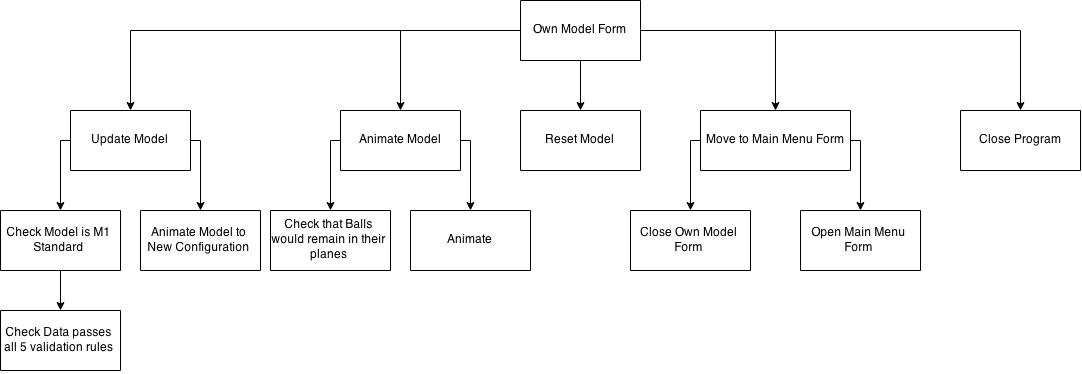 Own Model Form
Update Model
Animate Model
Reset Model
Move to Main Menu Form
Close Program
Check Model is M1
Standard
Animate Model to
New Configuration
Check that Balls
would remain in their
planes
Animate
Close Own Model
Form
Open Main Menu
Form
Check Data passes
all 5 validation rules